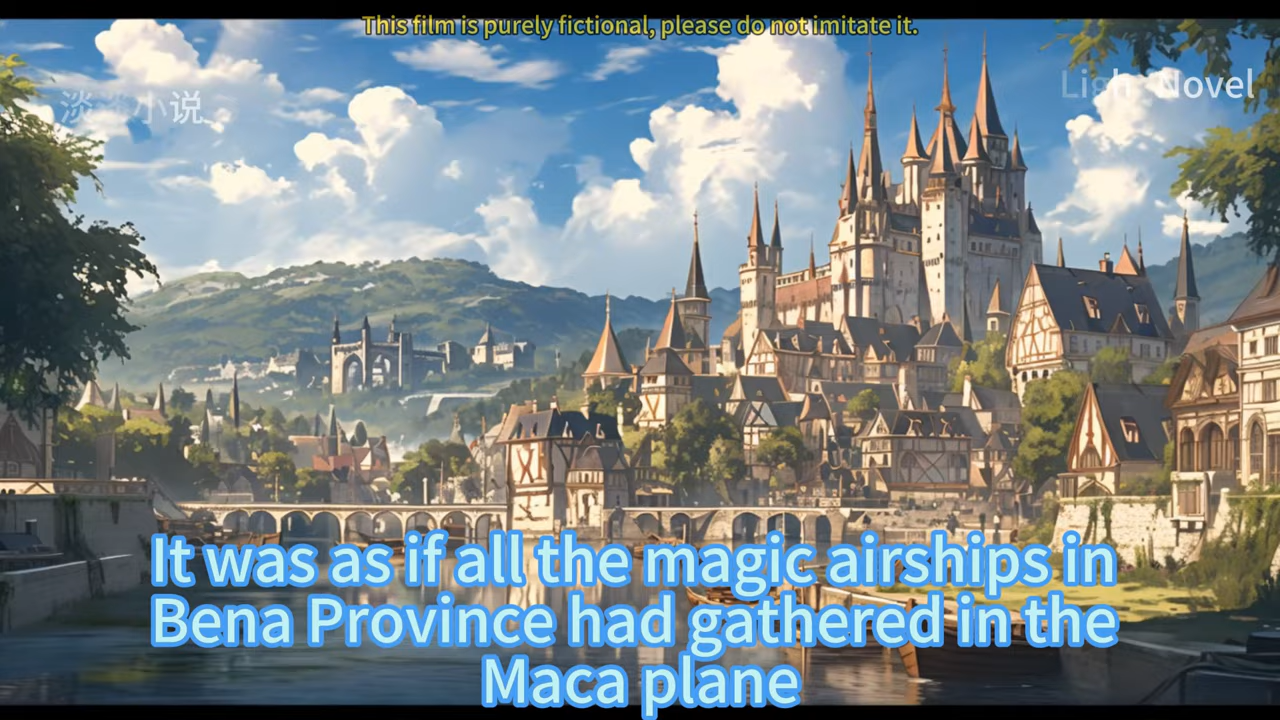 This film is purely fictional, please do not imitate it.
Light Novel
小说
It was as if all the magic airships in
Bena Province had gathered in the
Maca plane